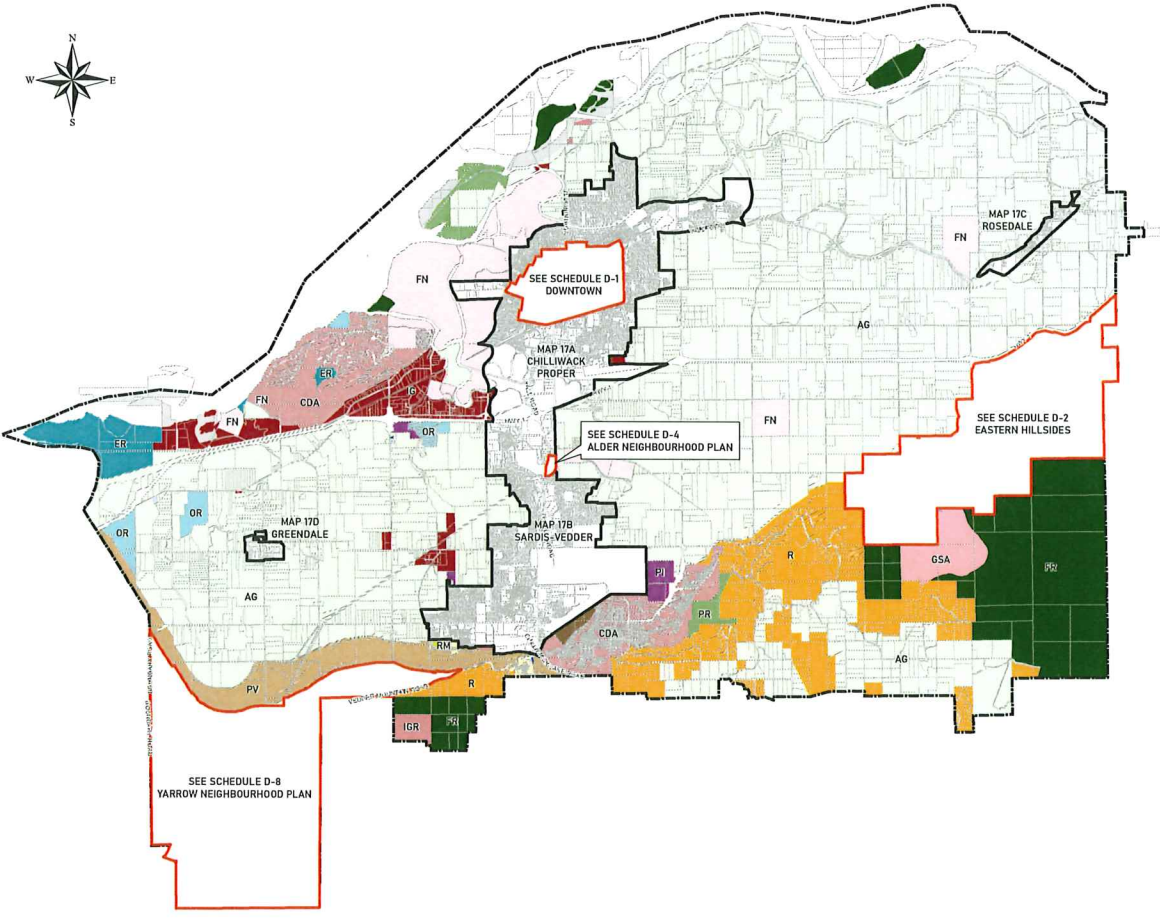 N
W
E
S
MAP 17C
ROSEDALE
FN
FN
SEE SCHEDULE D-1
DOWNTOWN
AG
MAP 17A
CHILLIWACK
PROPER
ER
IG
FN
CDA
FN
FN
SEE SCHEDULE D-2
EASTERN HILLSIDES
OR
ER
SEE SCHEDULE D-4
ALDER NEIGHBOURHOOD PLAN
OR
OR
MAP 17D
GREENDALE
MAP 17B
SARDIS-VEDDER
R
GSA
FR
PI
AG
PR
CDA
RM
AG
PV
R
IGR
FR
SEE SCHEDULE D-8
YARROW NEIGHBOURHOOD PLAN